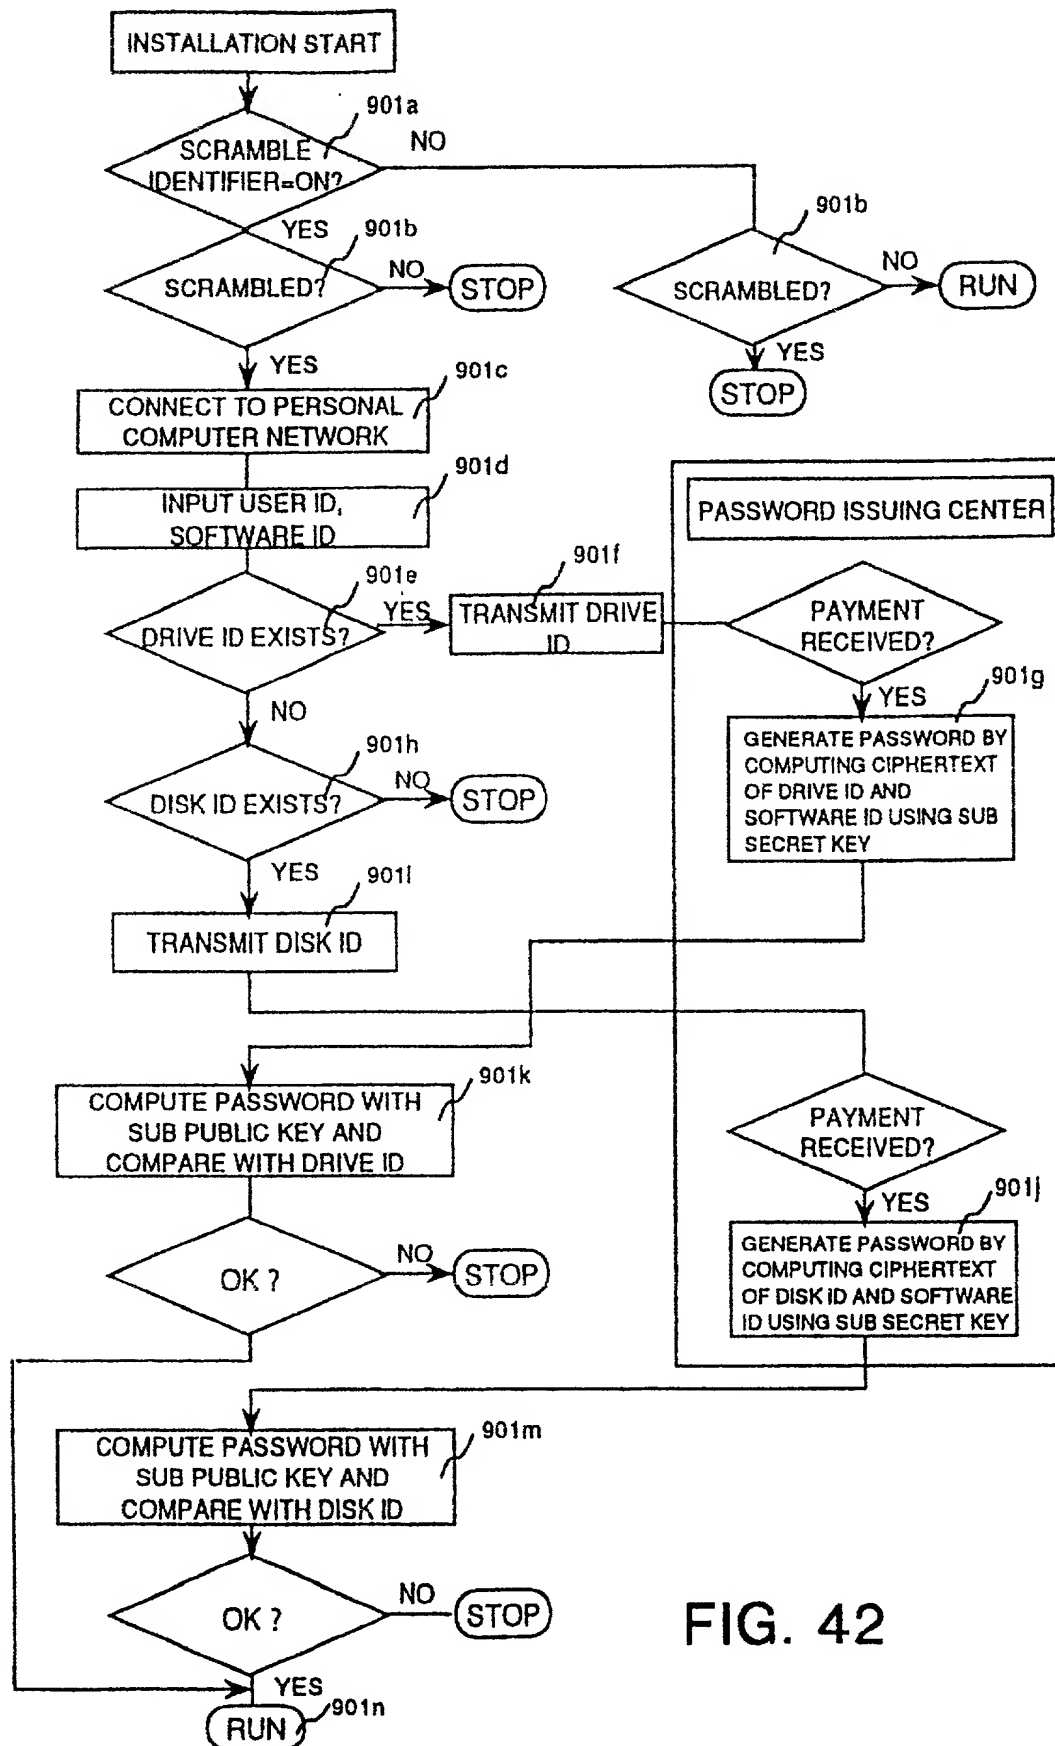 INSTALLATION START
901a
SCRAMBLE
IDENTIFIER=ON?
NO
YES
901b
SCRAMBLED?
NO
STOP
901b
SCRAMBLED?
NO
RUN
YES
STOP
YES
901c
CONNECT TO PERSONAL
COMPUTER NETWORK
901d
INPUT USER ID,
SOFTWARE ID
PASSWORD ISSUING CENTER
901e
DRIVE ID EXISTS?
YES
901f
TRANSMIT DRIVE
ID
PAYMENT
RECEIVED?
YES
901g
GENERATE PASSWORD BY
COMPUTING CIPHERTEXT
OF DRIVE ID AND
SOFTWARE ID USING SUB
SECRET KEY
NO
901h
DISK ID EXISTS?
NO
STOP
YES
901i
TRANSMIT DISK ID
901k
COMPUTE PASSWORD WITH
SUB PUBLIC KEY AND
COMPARE WITH DRIVE ID
PAYMENT
RECEIVED?
YES
901j
GENERATE PASSWORD BY
COMPUTING CIPHERTEXT
OF DISK ID AND SOFTWARE
ID USING SUB SECRET KEY
OK ?
NO
STOP
901m
COMPUTE PASSWORD WITH
SUB PUBLIC KEY AND
COMPARE WITH DISK ID
OK ?
NO
STOP
YES
901n
RUN
FIG. 42